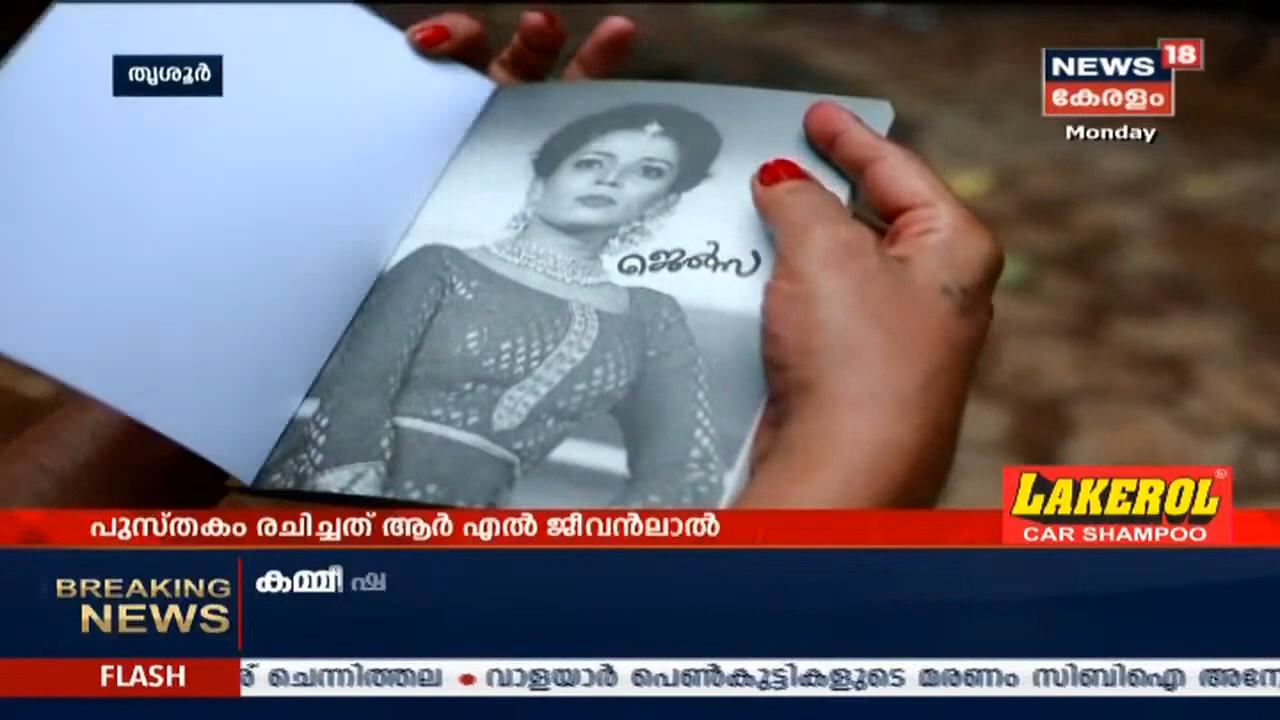 തൃശൂർ
NEWS 18
കേരളം
Monday
ജെൽസ
പുസ്തകം രചിച്ചത് ആർ എൽ ജീവൻലാൽ
LAKEROL
CAR SHAMPOO
BREAKING
NEWS
കമ്മീഷ
FLASH
ചെന്നിത്തല • വാളയാർ പെൺകുട്ടികളുടെ മരണം സിബിഐ